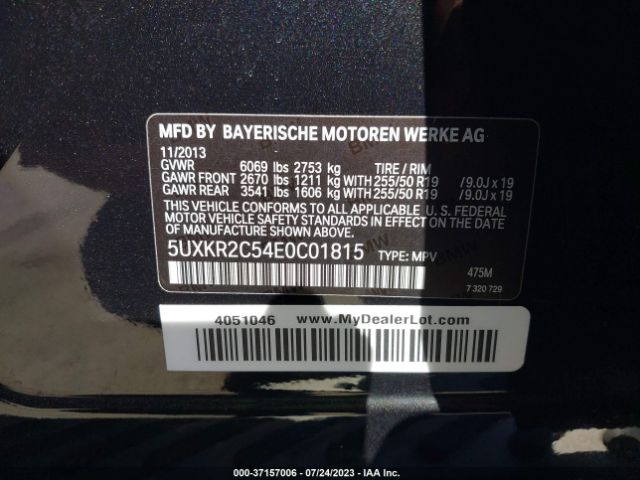 MFD BY BAYERISCHE MOTOREN WERKE AG
11/2013
GVWR 6069 lbs 2753 kg TIRE / RIM
GAWR FRONT 2670 lbs 1211 kg WITH 255/50 R19 /9.0J x 19
GAWR REAR 3541 lbs 1606 kg WITH 255/50 R19 /9.0J x 19
THIS VEHICLE CONFORMS TO ALL APPLICABLE U. S. FEDERAL
MOTOR VEHICLE SAFETY STANDARDS IN EFFECT ON THE DATE
OF MANUFACTURE SHOWN ABOVE.
5UXKR2C54E0C01815 TYPE: MPV 475M
7 320 729
4051046 www.MyDealerLot.com
000-37157006 - 07/24/2023 - IAAI.COM